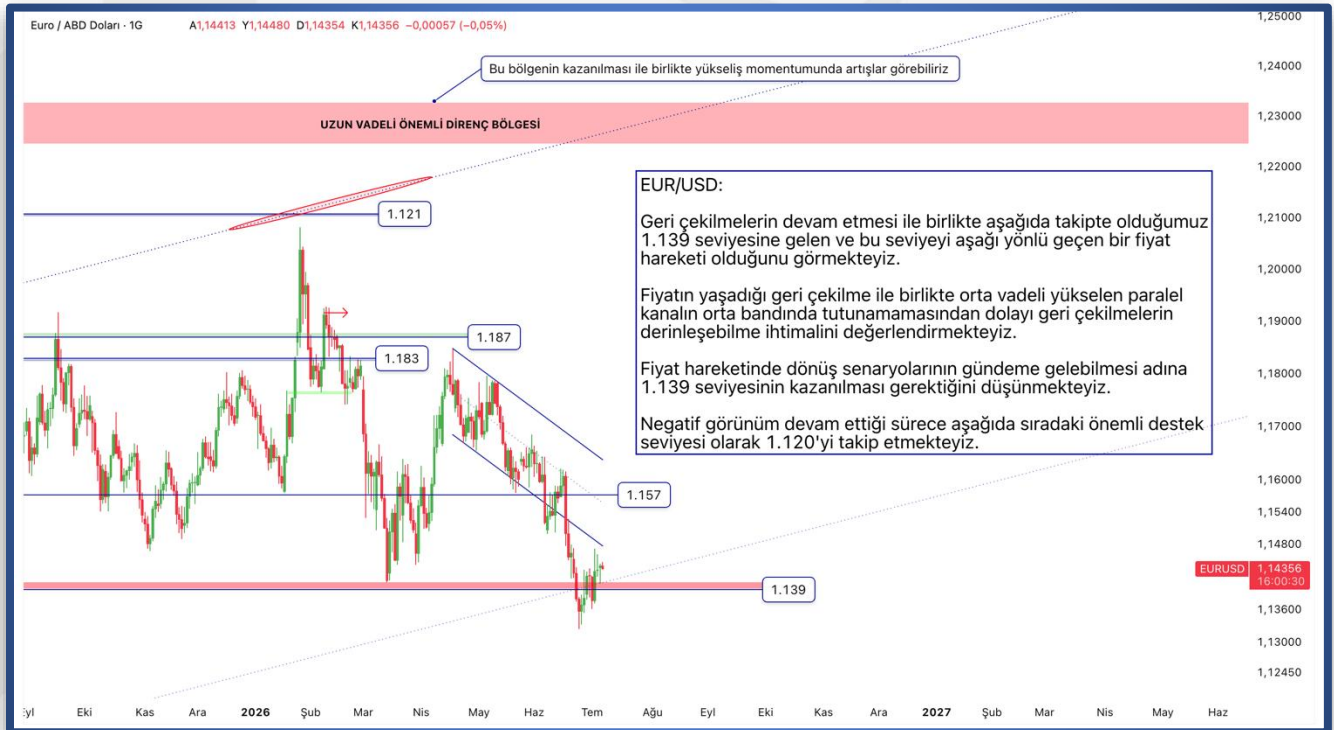 Euro / ABD Doları · 1G A1,14413 Y1,14480 D1,14354 K1,14356 −0,00057 (−0,05%)
Bu bölgenin kazanılması ile birlikte yükseliş momentumunda artışlar görebiliriz
UZUN VADELİ ÖNEMLİ DİRENÇ BÖLGESİ
EUR/USD:
Geri çekilmelerin devam etmesi ile birlikte aşağıda takipte olduğumuz
1.139 seviyesine gelen ve bu seviyeyi aşağı yönlü geçen bir fiyat
hareketi olduğunu görmekteyiz.
Fiyatın yaşadığı geri çekilme ile birlikte orta vadeli yükselen paralel
kanalın orta bandında tutunamamasından dolayı geri çekilmelerin
derinleşebilme ihtimalini değerlendirmekteyiz.
Fiyat hareketinde dönüş senaryolarının gündeme gelebilmesi adına
1.139 seviyesinin kazanılması gerektiğini düşünmekteyiz.
Negatif görünüm devam ettiği sürece aşağıda sıradaki önemli destek
seviyesi olarak 1.120'yi takip etmekteyiz.
1.121
1.187
1.183
1.157
1.139
1,25000
1,24000
1,23000
1,22000
1,21000
1,20000
1,19000
1,18000
1,17000
1,16000
1,15400
1,14800
EURUSD 1,14356
16:00:30
1,13600
1,13000
1,12450
Eyl Eki Kas Ara 2026 Şub Mar Nis May Haz Tem Ağu Eyl Eki Kas Ara 2027 Şub Mar Nis May Haz